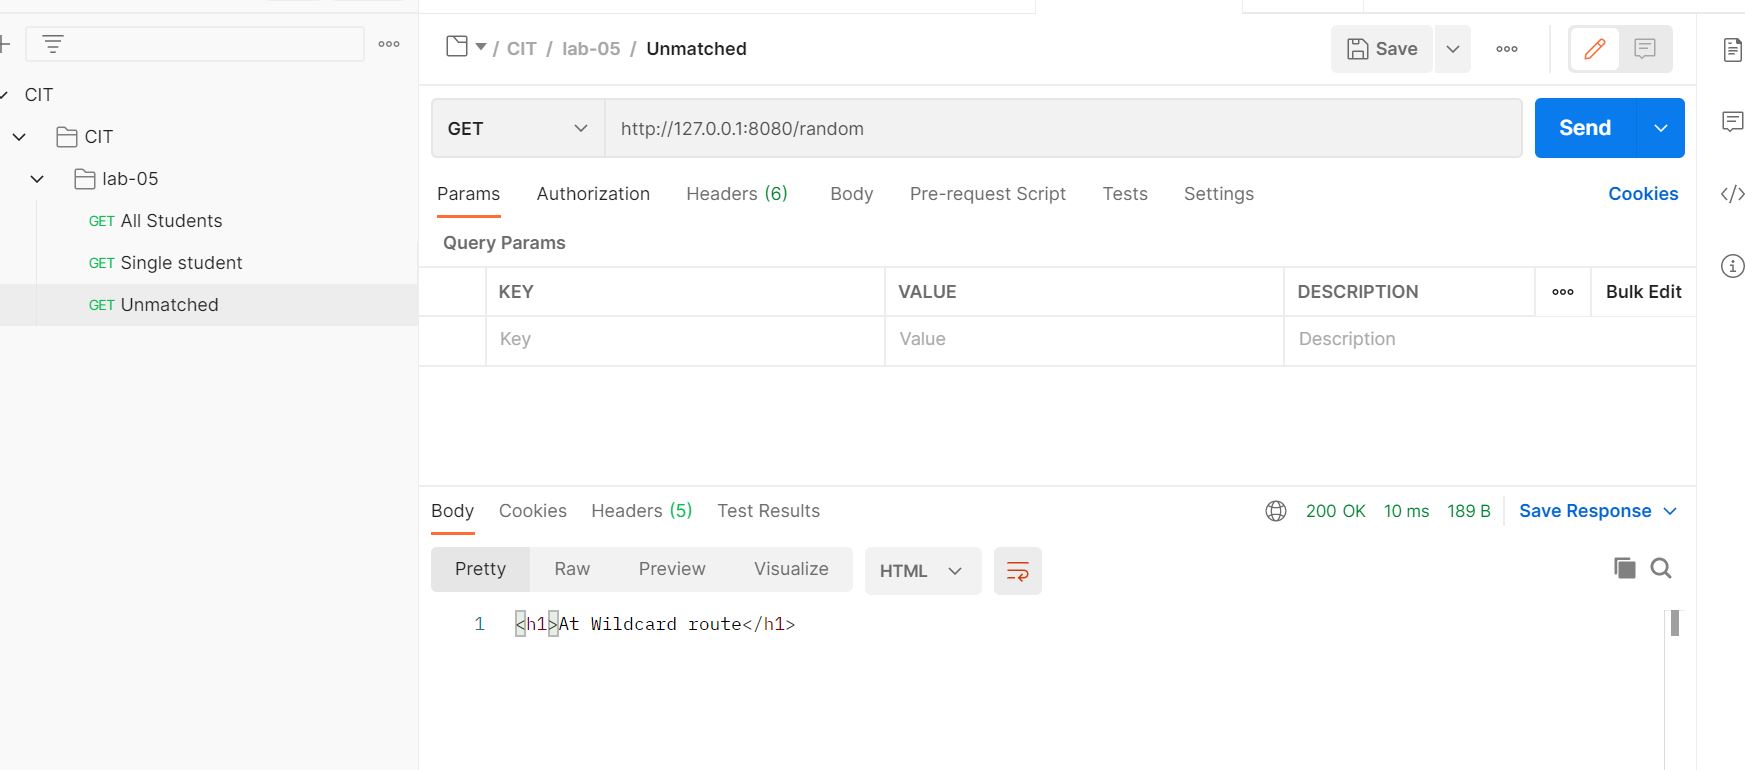 CIT
CIT
lab-05
GET All Students
GET Single student
GET Unmatched
/ CIT / lab-05 / Unmatched
Save
GET
http://127.0.0.1:8080/random
Send
Params Authorization Headers (6) Body Pre-request Script Tests Settings Cookies
Query Params
KEY VALUE DESCRIPTION Bulk Edit
Key Value Description
Body Cookies Headers (5) Test Results 200 OK 10 ms 189 B Save Response
Pretty Raw Preview Visualize HTML
1 <h1>At Wildcard route</h1>